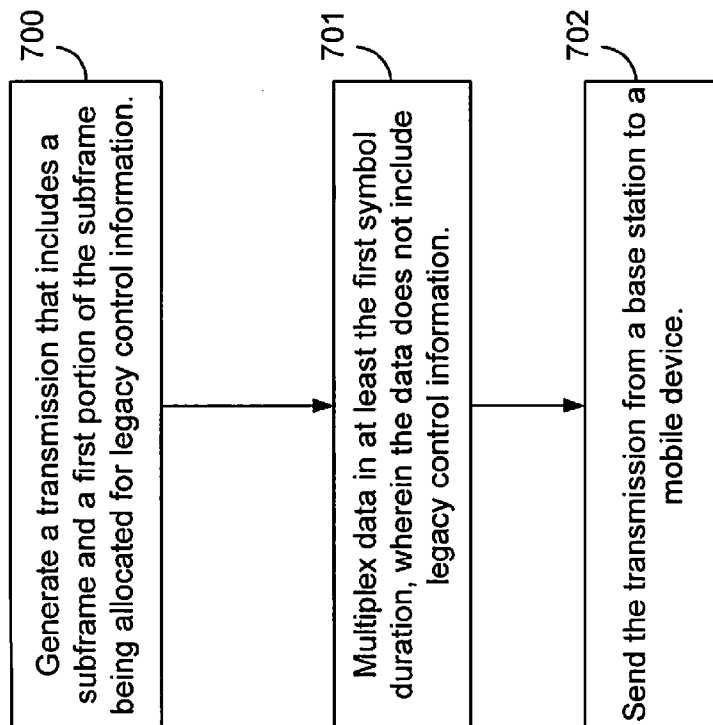 700
Generate a transmission that includes a
subframe and a first portion of the subframe
being allocated for legacy control information.
701
Multiplex data in at least the first symbol
duration, wherein the data does not include
legacy control information.
702
Send the transmission from a base station to a
mobile device.